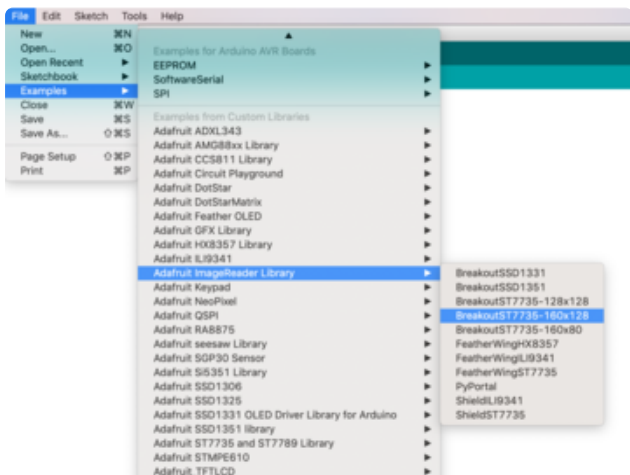 File Edit Sketch Tools Help
New ⌘N
Open... ⌘O
Open Recent ▶
Sketchbook ▶
Examples ▶
Close ⌘W
Save ⌘S
Save As... ⇧⌘S
Page Setup ⇧⌘P
Print ⌘P
▲
Examples for Arduino AVR Boards
EEPROM ▶
SoftwareSerial ▶
SPI ▶
Examples from Custom Libraries
Adafruit ADXL343 ▶
Adafruit AMG88xx Library ▶
Adafruit CCS811 Library ▶
Adafruit Circuit Playground ▶
Adafruit DotStar ▶
Adafruit DotStarMatrix ▶
Adafruit Feather OLED ▶
Adafruit GFX Library ▶
Adafruit HX8357 Library ▶
Adafruit ILI9341 ▶
Adafruit ImageReader Library ▶
Adafruit Keypad ▶
Adafruit NeoPixel ▶
Adafruit QSPI ▶
Adafruit RA8875 ▶
Adafruit seesaw Library ▶
Adafruit SGP30 Sensor ▶
Adafruit Si5351 Library ▶
Adafruit SSD1306 ▶
Adafruit SSD1325 ▶
Adafruit SSD1331 OLED Driver Library for Arduino ▶
Adafruit SSD1351 library ▶
Adafruit ST7735 and ST7789 Library ▶
Adafruit STMPE610 ▶
Adafruit TFTLCD ▶
BreakoutSSD1331
BreakoutSSD1351
BreakoutST7735-128x128
BreakoutST7735-160x128
BreakoutST7735-160x80
FeatherWingHX8357
FeatherWingILI9341
FeatherWingST7735
PyPortal
ShieldILI9341
ShieldST7735